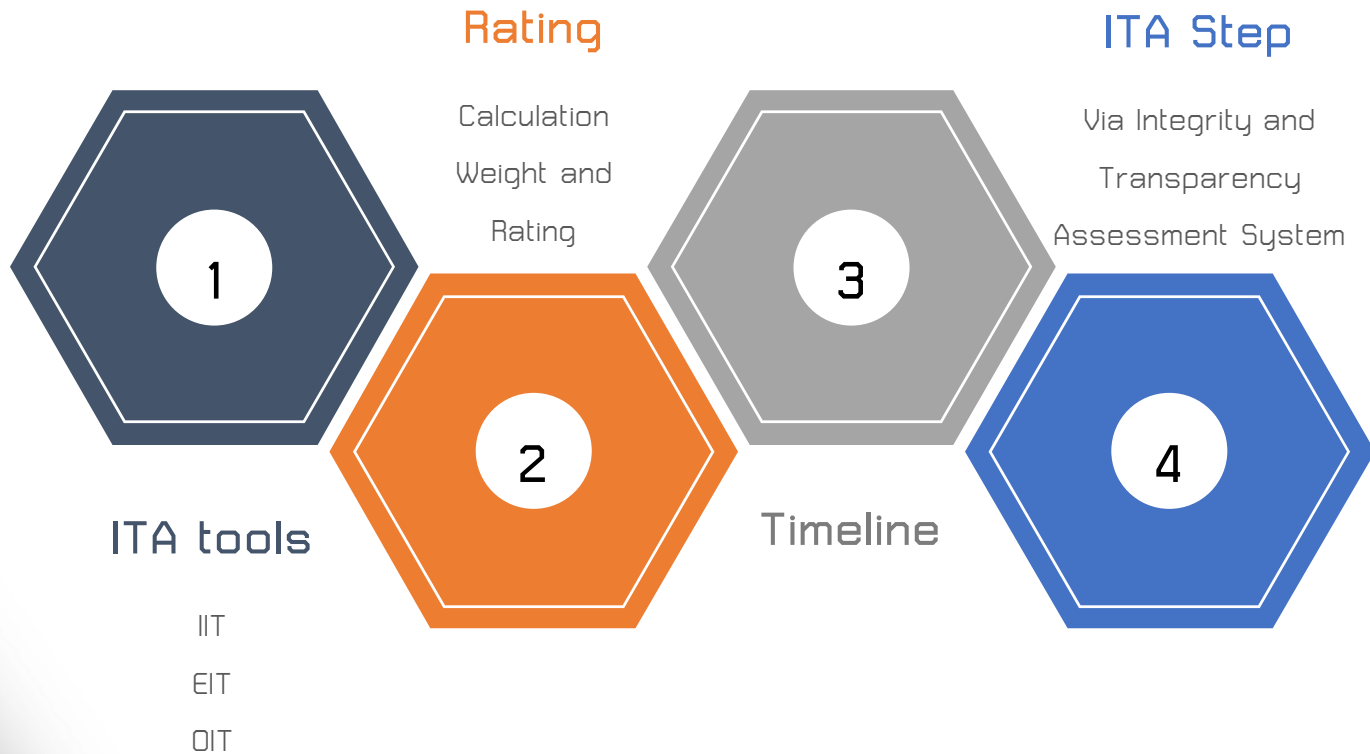 1
ITA tools
IIT
EIT
OIT
Rating
Calculation
Weight and
Rating
2
3
Timeline
ITA Step
Via Integrity and
Transparency
Assessment System
4